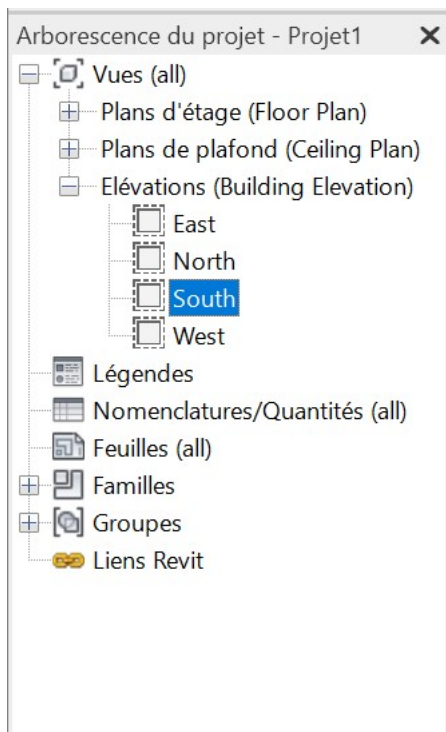 Arborescence du projet - Projet1
Vues (all)
Plans d'étage (Floor Plan)
Plans de plafond (Ceiling Plan)
Elévations (Building Elevation)
East
North
South
West
Légendes
Nomenclatures/Quantités (all)
Feuilles (all)
Familles
Groupes
Liens Revit